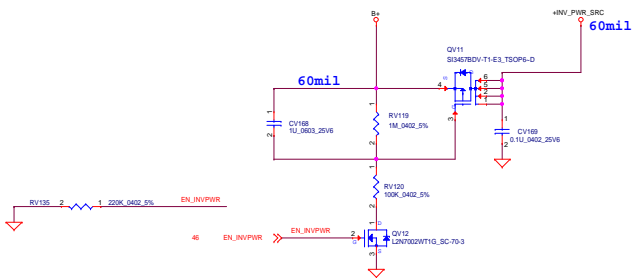 B+
+INV_PWR_SRC
60mil
QV11
SI3457BDV-T1-E3_TSOP6~D
60mil
S
4
6
5
2
1
G
3
1
CV168
1U_0603_25V6
2
1
RV119
1M_0402_5%
2
1
CV169
0.1U_0402_25V6
2
1
RV120
100K_0402_5%
2
RV135
2
1
220K_0402_5%
EN_INVPWR
46
EN_INVPWR
EN_INVPWR
1
D
2
G
QV12
L2N7002WT1G_SC-70-3
3
S